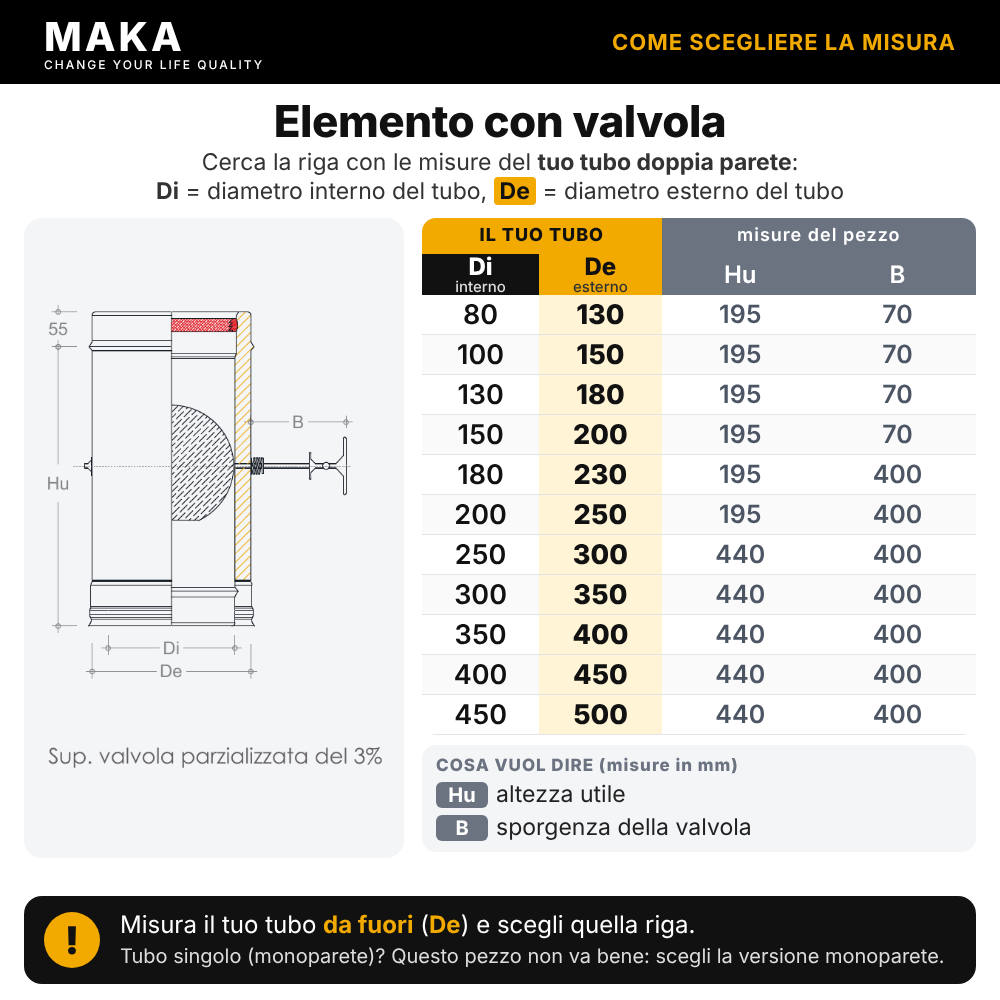 MAKA
CHANGE YOUR LIFE QUALITY
COME SCEGLIERE LA MISURA
Elemento con valvola
Cerca la riga con le misure del tuo tubo doppia parete:
Di = diametro interno del tubo, De = diametro esterno del tubo
55
B
Hu
Di
De
Sup. valvola parzializzata del 3%
IL TUO TUBO misure del pezzo
Di De Hu B
interno esterno
80 130 195 70
100 150 195 70
130 180 195 70
150 200 195 70
180 230 195 400
200 250 195 400
250 300 440 400
300 350 440 400
350 400 440 400
400 450 440 400
450 500 440 400
COSA VUOL DIRE (misure in mm)
Hu altezza utile
B sporgenza della valvola
! Misura il tuo tubo da fuori (De) e scegli quella riga.
Tubo singolo (monoparete)? Questo pezzo non va bene: scegli la versione monoparete.